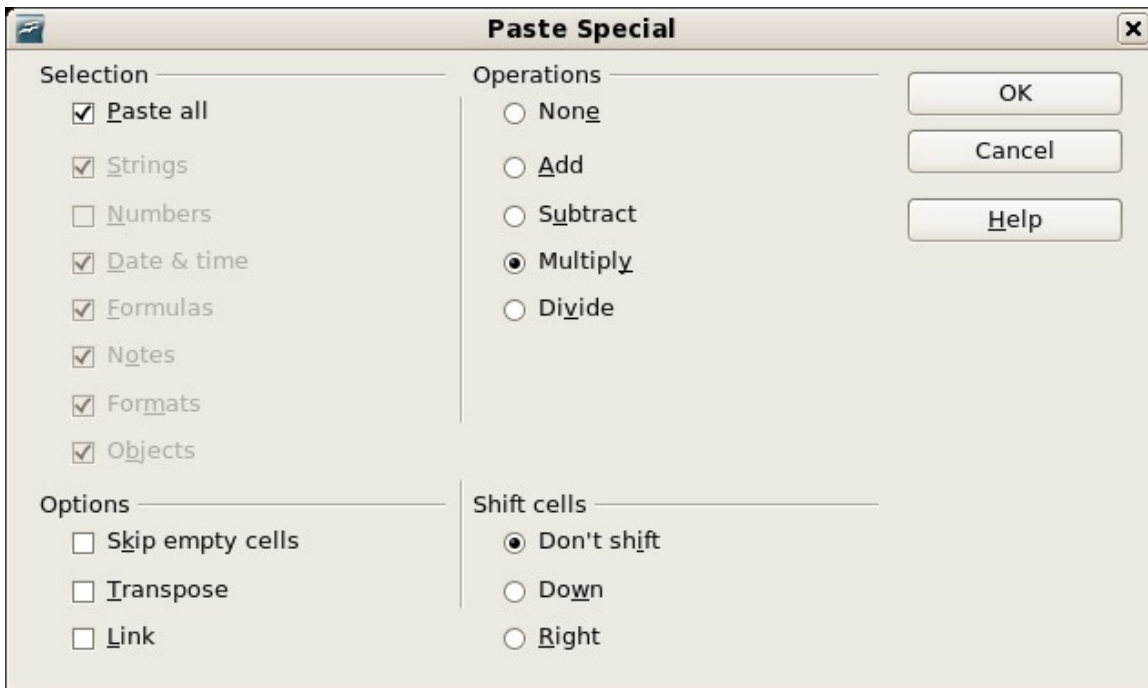 Paste Special
Selection
Paste all
Strings
Numbers
Date & time
Formulas
Notes
Formats
Objects
Operations
None
Add
Subtract
Multiply
Divide
OK
Cancel
Help
Options
Skip empty cells
Transpose
Link
Shift cells
Don't shift
Down
Right